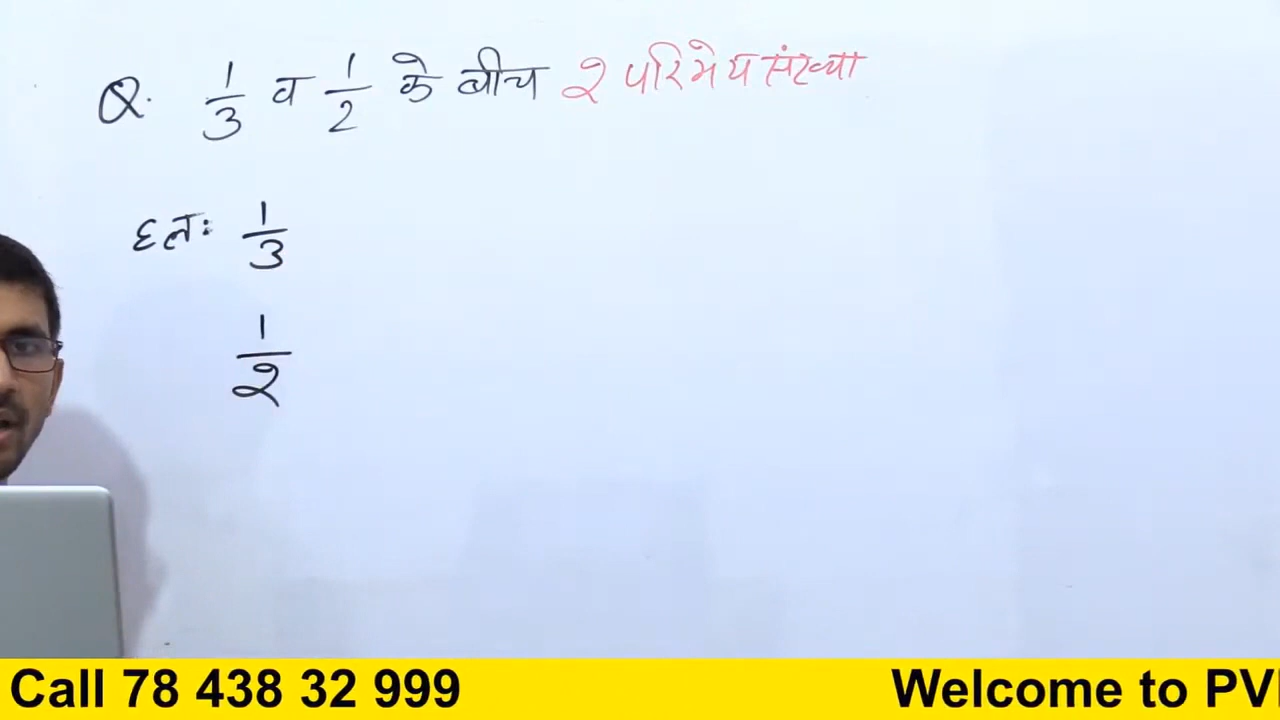 Q. 1/3 व 1/2 के बीच 2 परिमेय संख्या
हल: 1/3
1/2
Call 78 438 32 999 Welcome to PV